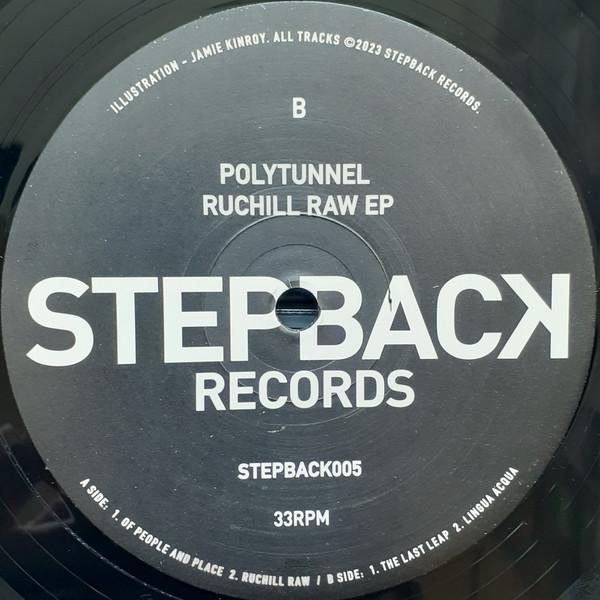 ILLUSTRATION - JAMIE KINROY. ALL TRACKS ©2023 STEPBACK RECORDS.
B
POLYTUNNEL
RUCHILL RAW EP
STEPBACK
RECORDS
STEPBACK005
33RPM
A SIDE: 1. OF PEOPLE AND PLACE 2. RUCHILL RAW / B SIDE: 1. THE LAST LEAP 2. LINGUA ACQUA